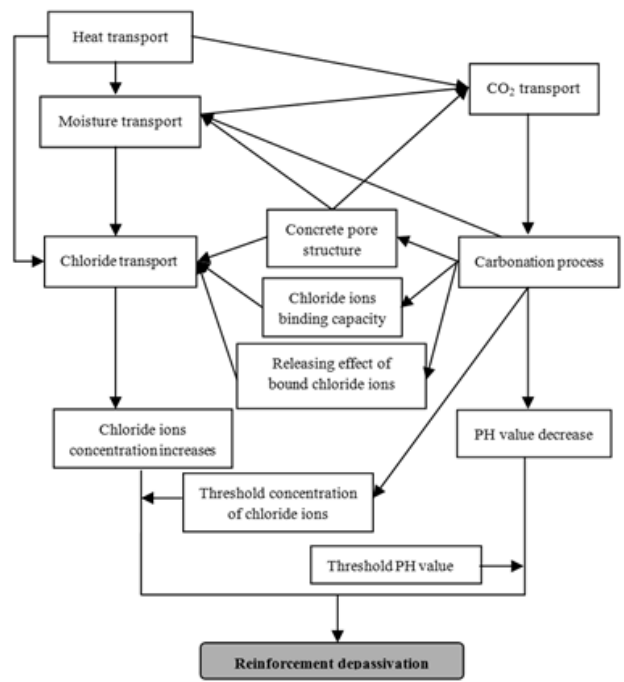 Heat transport
CO₂ transport
Moisture transport
Concrete pore
structure
Chloride transport
Carbonation process
Chloride ions
binding capacity
Releasing effect of
bound chloride ions
Chloride ions
concentration increases
PH value decrease
Threshold concentration
of chloride ions
Threshold PH value
Reinforcement depassivation